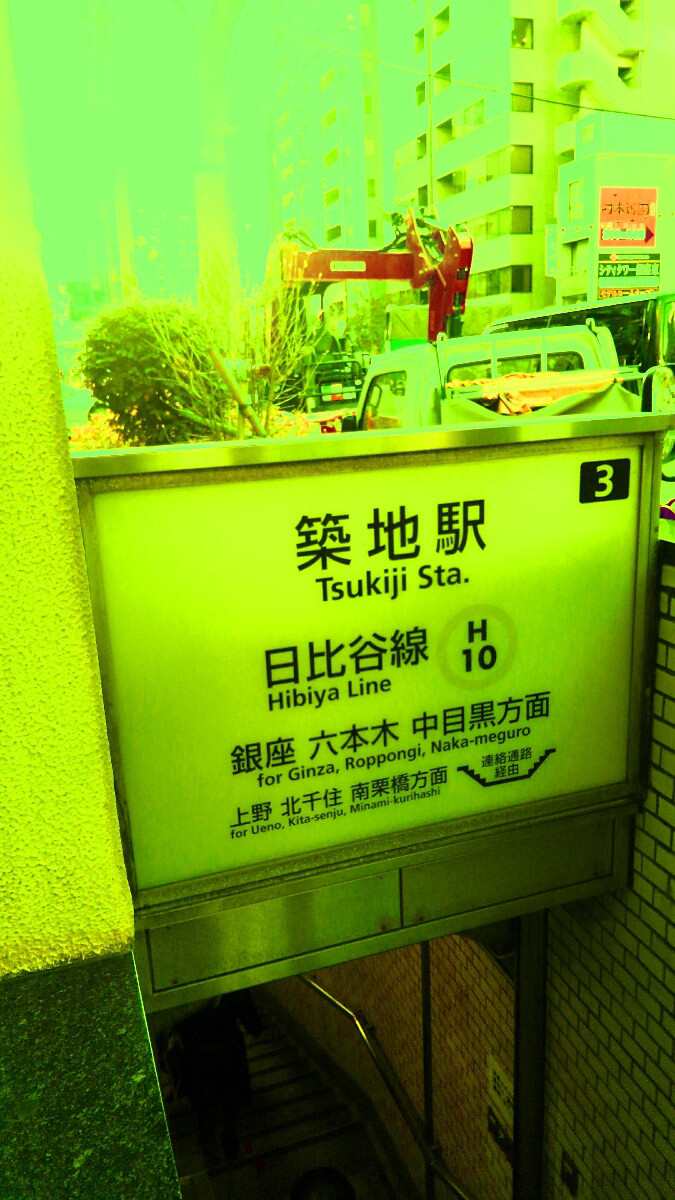 3
築地駅
Tsukiji Sta.
日比谷線
Hibiya Line
H
10
銀座 六本木 中目黒方面
for Ginza, Roppongi, Naka-meguro
上野 北千住 南栗橋方面
for Ueno, Kita-senju, Minami-kurihashi
連絡通路
経由